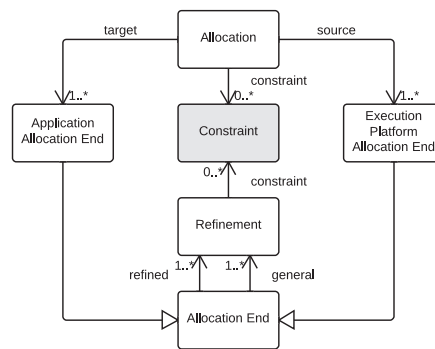 target
Allocation
source
constraint
1..*
0..*
1..*
Application
Allocation End
Constraint
Execution
Platform
Allocation End
0..*
constraint
Refinement
refined
1..*
1..*
general
Allocation End